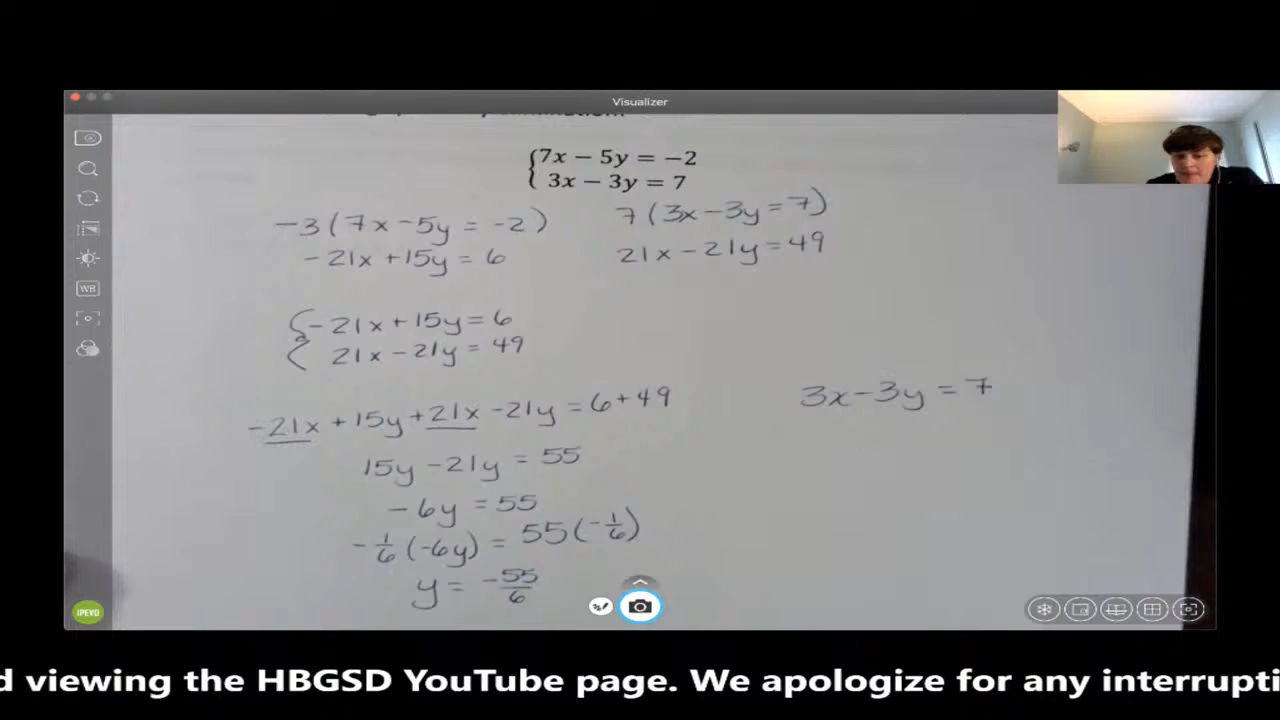 Visualizer
7x − 5y = −2
3x − 3y = 7
-3(7x-5y = -2)
-21x +15y = 6
7(3x-3y=7)
21x - 21y = 49
-21x+15y = 6
21x - 21y = 49
-21x +15y+21x -21y = 6+49
15y -21y = 55
-6y = 55
-1/6(-6y) = 55(-1/6)
y = -55/6
3x-3y = 7
WB
IPEVO
d viewing the HBGSD YouTube page. We apologize for any interrupti